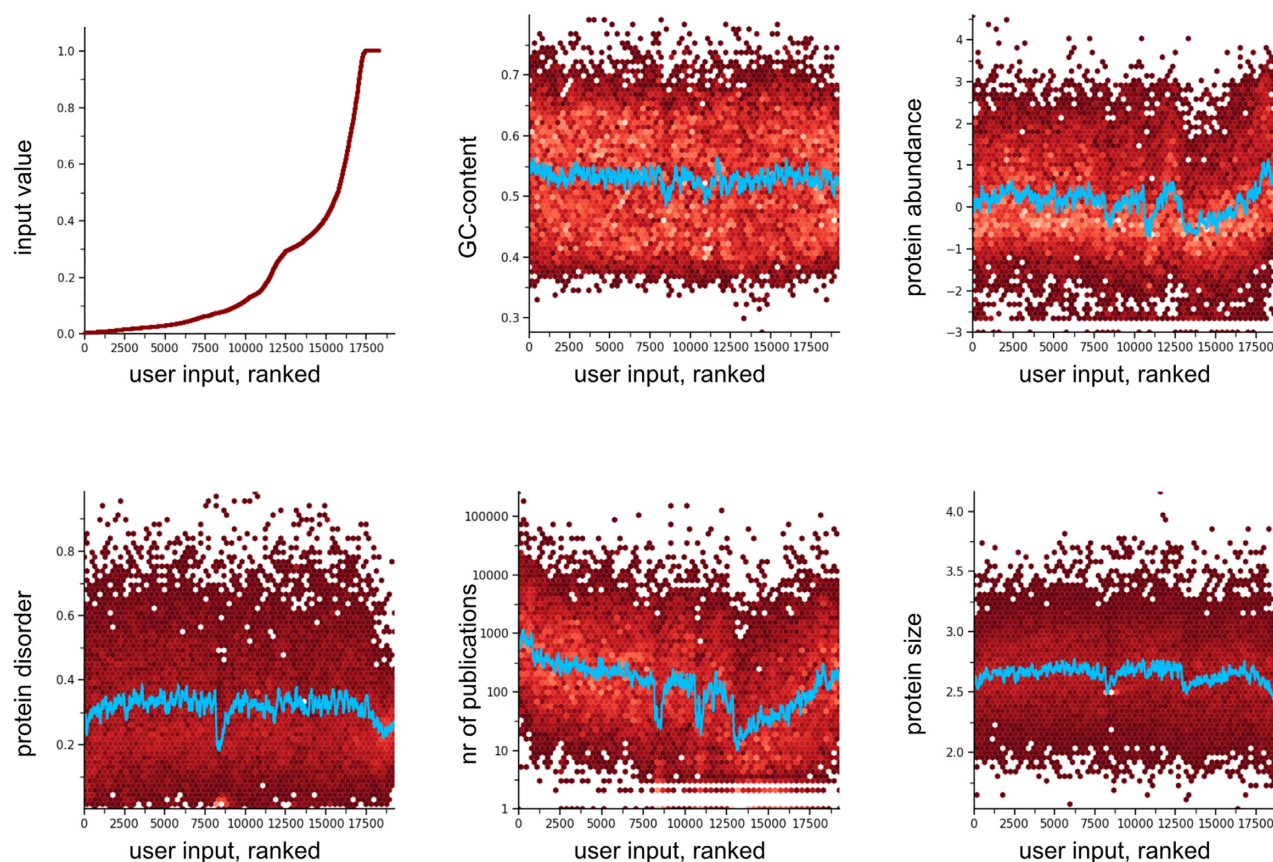 input value
1.0
0.8
0.6
0.4
0.2
0.0
0 2500 5000 7500 10000 12500 15000 17500
user input, ranked
GC-content
0.7
0.6
0.5
0.4
0.3
0 2500 5000 7500 10000 12500 15000 17500
user input, ranked
protein abundance
4
3
2
1
0
−1
−2
−3
0 2500 5000 7500 10000 12500 15000 17500
user input, ranked
protein disorder
0.8
0.6
0.4
0.2
0 2500 5000 7500 10000 12500 15000 17500
user input, ranked
nr of publications
100000
10000
1000
100
10
1
0 2500 5000 7500 10000 12500 15000 17500
user input, ranked
protein size
4.0
3.5
3.0
2.5
2.0
0 2500 5000 7500 10000 12500 15000 17500
user input, ranked